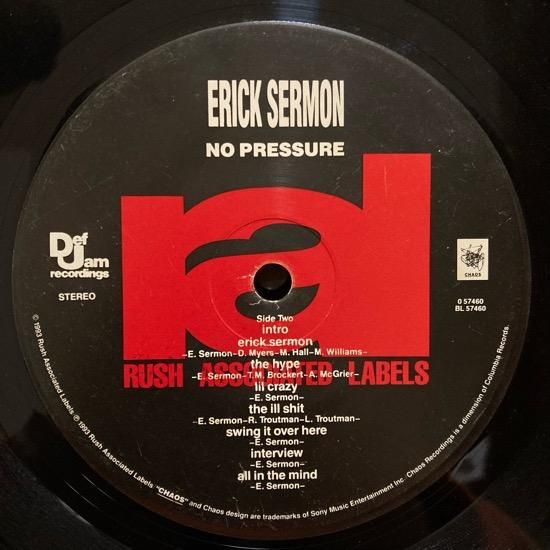 ERICK SERMON
NO PRESSURE
Def
Jam
recordings
STEREO
CHAOS
0 57460
BL 57460
Side Two
intro
erick sermon
–E. Sermon–D. Myers–M. Hall–M. Williams–
the hype
–E. Sermon–T.M. Brockert–A. McGrier–
RUSH ASSOCIATED LABELS
lil crazy
–E. Sermon–
the ill shit
–E. Sermon–R. Troutman–L. Troutman–
swing it over here
–E. Sermon–
interview
–E. Sermon–
all in the mind
–E. Sermon–
© 1993 Rush Associated Labels ℗ 1993 Rush Associated Labels "CHAOS" and Chaos design are trademarks of Sony Music Entertainment Inc. Chaos Recordings is a dimension of Columbia Records.